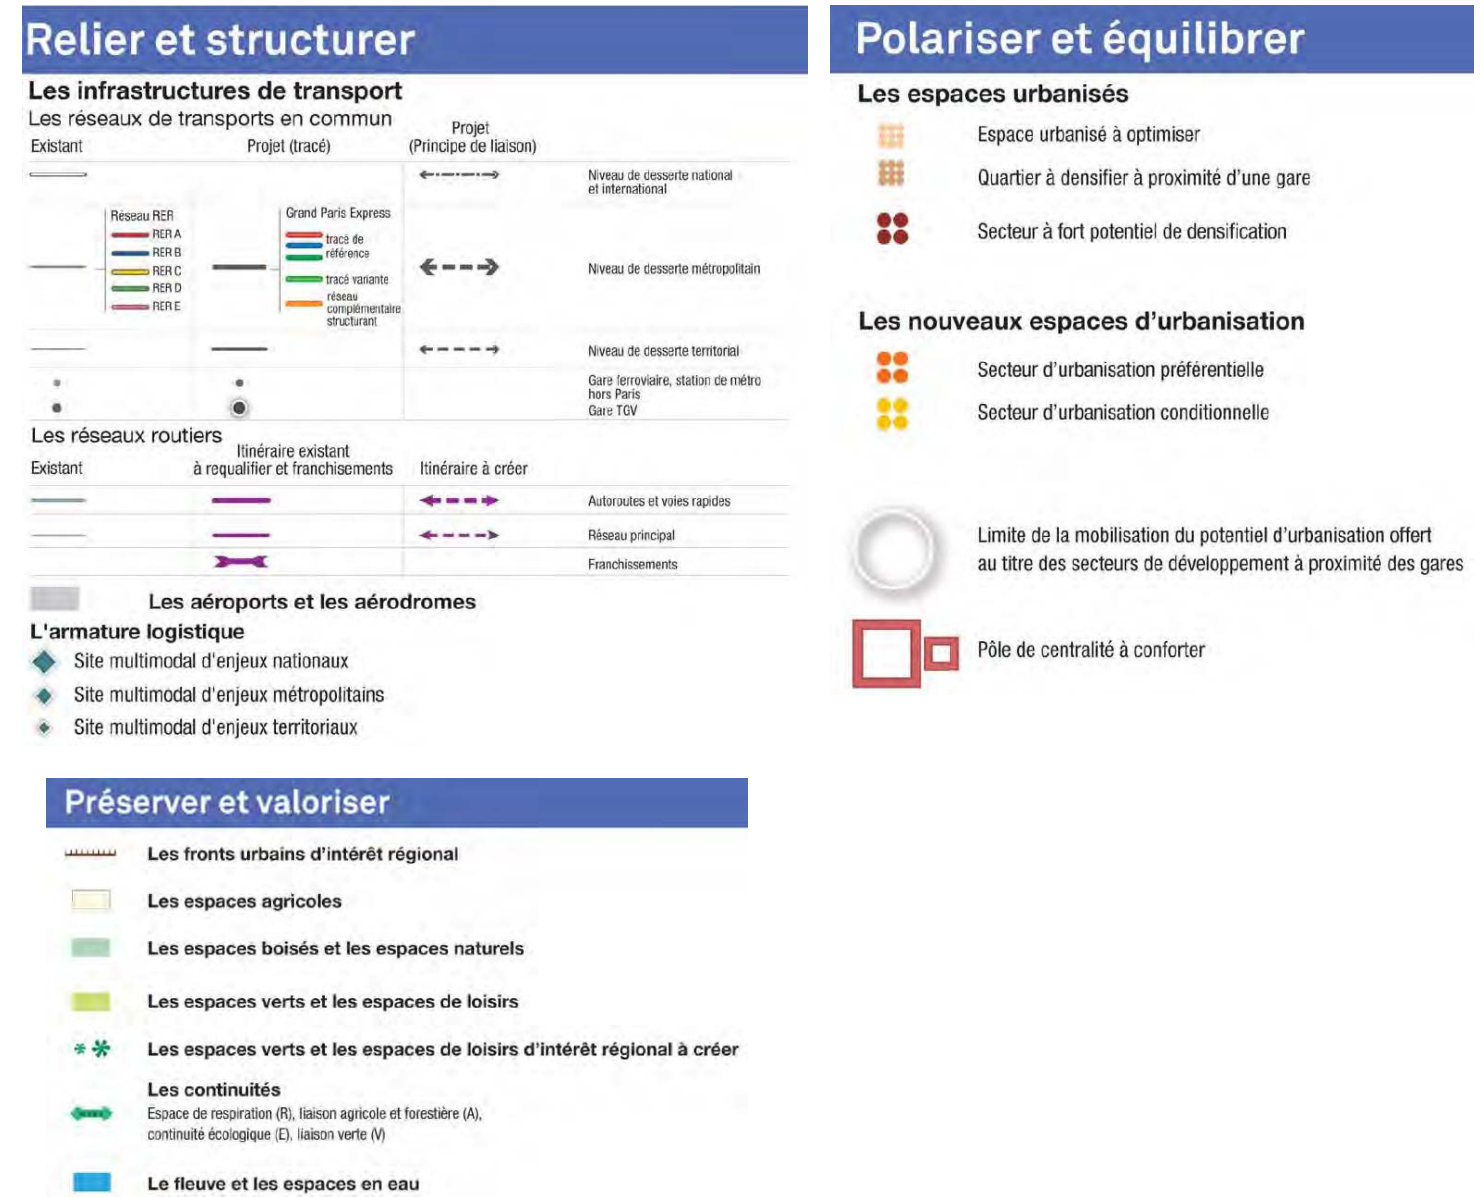 Relier et structurer
Les infrastructures de transport
Les réseaux de transports en commun
Existant
Projet (tracé)
Projet
(Principe de liaison)
Niveau de desserte national
et international
Réseau RER
RER A
RER B
RER C
RER D
RER E
Grand Paris Express
tracé de
référence
tracé variante
réseau
complémentaire
structurant
Niveau de desserte métropolitain
Niveau de desserte territorial
Gare ferroviaire, station de métro
hors Paris
Gare TGV
Les réseaux routiers
Existant
Itinéraire existant
à requalifier et franchisements
Itinéraire à créer
Autoroutes et voies rapides
Réseau principal
Franchissements
Les aéroports et les aérodromes
L'armature logistique
Site multimodal d'enjeux nationaux
Site multimodal d'enjeux métropolitains
Site multimodal d'enjeux territoriaux
Polariser et équilibrer
Les espaces urbanisés
Espace urbanisé à optimiser
Quartier à densifier à proximité d'une gare
Secteur à fort potentiel de densification
Les nouveaux espaces d'urbanisation
Secteur d'urbanisation préférentielle
Secteur d'urbanisation conditionnelle
Limite de la mobilisation du potentiel d'urbanisation offert
au titre des secteurs de développement à proximité des gares
Pôle de centralité à conforter
Préserver et valoriser
Les fronts urbains d'intérêt régional
Les espaces agricoles
Les espaces boisés et les espaces naturels
Les espaces verts et les espaces de loisirs
Les espaces verts et les espaces de loisirs d'intérêt régional à créer
Les continuités
Espace de respiration (R), liaison agricole et forestière (A),
continuité écologique (E), liaison verte (V)
Le fleuve et les espaces en eau